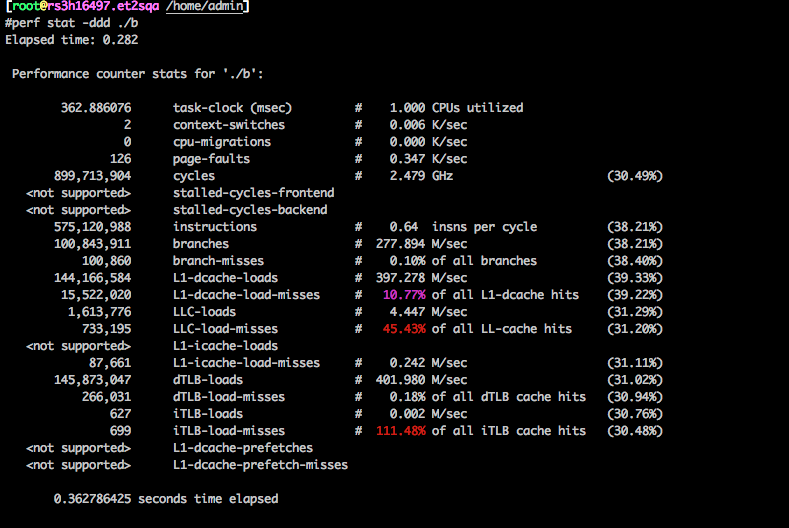 [root@rs3h16497.et2sqa /home/admin]
#perf stat -ddd ./b
Elapsed time: 0.282
Performance counter stats for './b':
362.886076 task-clock (msec) # 1.000 CPUs utilized
2 context-switches # 0.006 K/sec
0 cpu-migrations # 0.000 K/sec
126 page-faults # 0.347 K/sec
899,713,904 cycles # 2.479 GHz (30.49%)
<not supported> stalled-cycles-frontend
<not supported> stalled-cycles-backend
575,120,988 instructions # 0.64 insns per cycle (38.21%)
100,843,911 branches # 277.894 M/sec (38.21%)
100,860 branch-misses # 0.10% of all branches (38.40%)
144,166,584 L1-dcache-loads # 397.278 M/sec (39.33%)
15,522,020 L1-dcache-load-misses # 10.77% of all L1-dcache hits (39.22%)
1,613,776 LLC-loads # 4.447 M/sec (31.29%)
733,195 LLC-load-misses # 45.43% of all LL-cache hits (31.20%)
<not supported> L1-icache-loads
87,661 L1-icache-load-misses # 0.242 M/sec (31.11%)
145,873,047 dTLB-loads # 401.980 M/sec (31.02%)
266,031 dTLB-load-misses # 0.18% of all dTLB cache hits (30.94%)
627 iTLB-loads # 0.002 M/sec (30.76%)
699 iTLB-load-misses # 111.48% of all iTLB cache hits (30.48%)
<not supported> L1-dcache-prefetches
<not supported> L1-dcache-prefetch-misses
0.362786425 seconds time elapsed